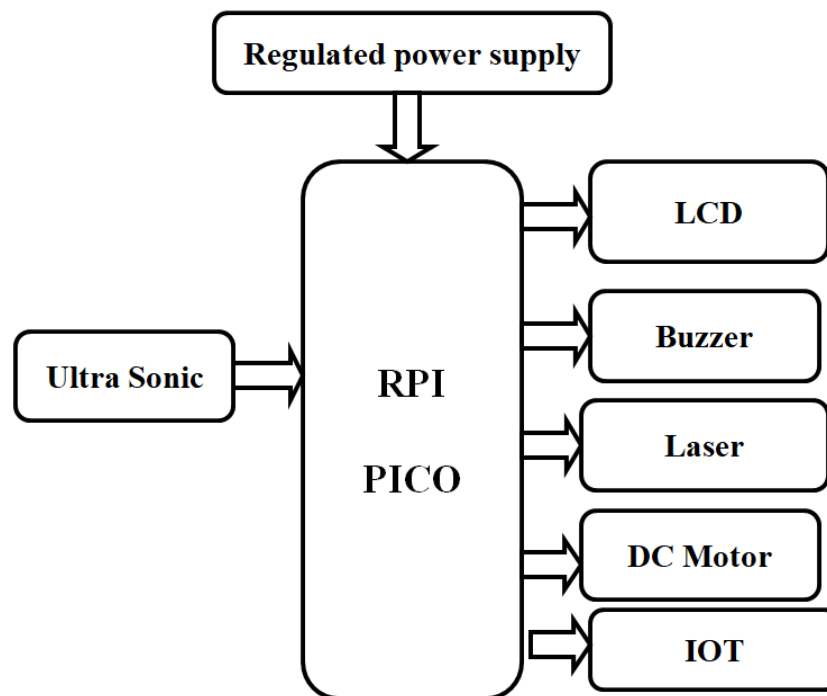 Regulated power supply
LCD
Buzzer
Ultra Sonic
RPI
PICO
Laser
DC Motor
IOT